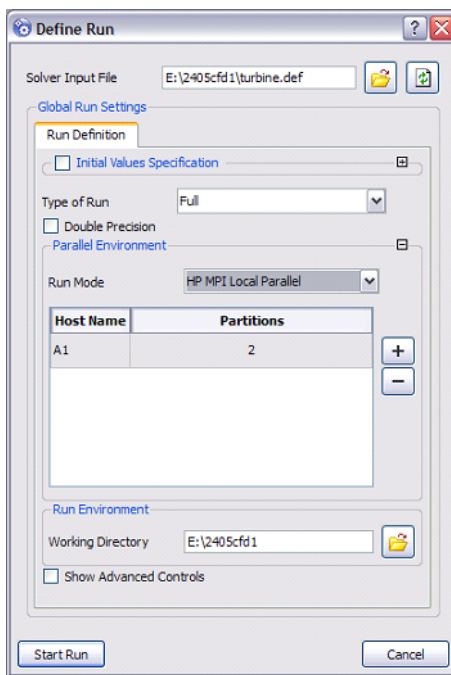 Define Run
Solver Input File E:\2405cfd1\turbine.def
Global Run Settings
Run Definition
Initial Values Specification
Type of Run Full
Double Precision
Parallel Environment
Run Mode HP MPI Local Parallel
Host Name Partitions
A1 2
Run Environment
Working Directory E:\2405cfd1
Show Advanced Controls
Start Run Cancel